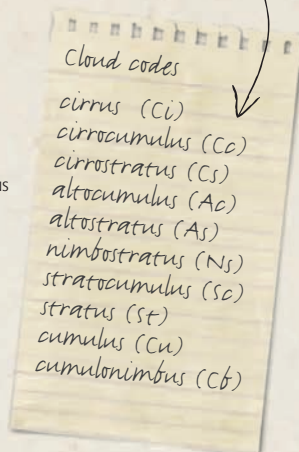 Cloud codes
cirrus (Ci)
cirrocumulus (Cc)
cirrostratus (Cs)
altocumulus (Ac)
altostratus (As)
nimbostratus (Ns)
stratocumulus (Sc)
stratus (St)
cumulus (Cu)
cumulonimbus (Cb)